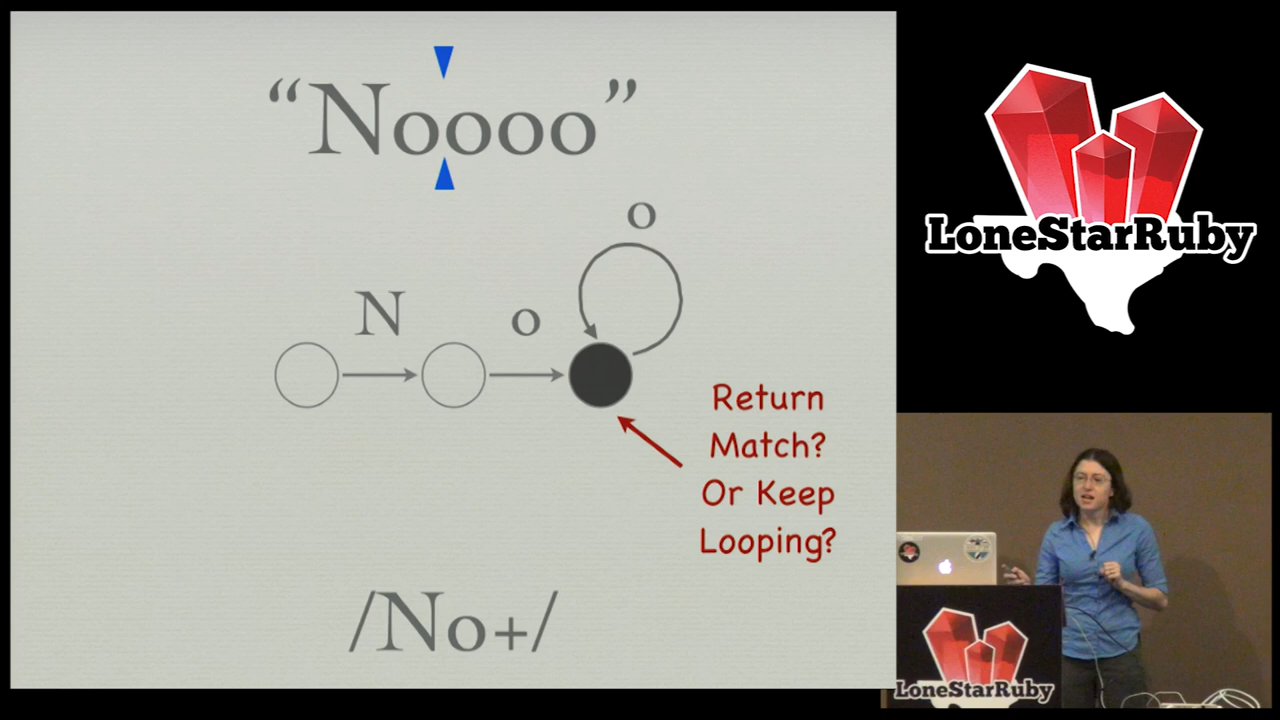 “Noooo”
o
N
o
Return
Match?
Or Keep
Looping?
/No+/
LoneStarRuby
LoneStarRuby